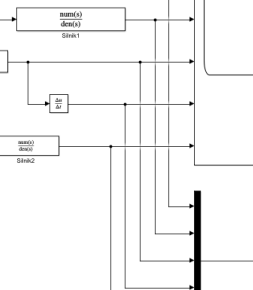 num(s)
den(s)
Silnik1
Δu
Δt
num(s)
den(s)
Silnik2